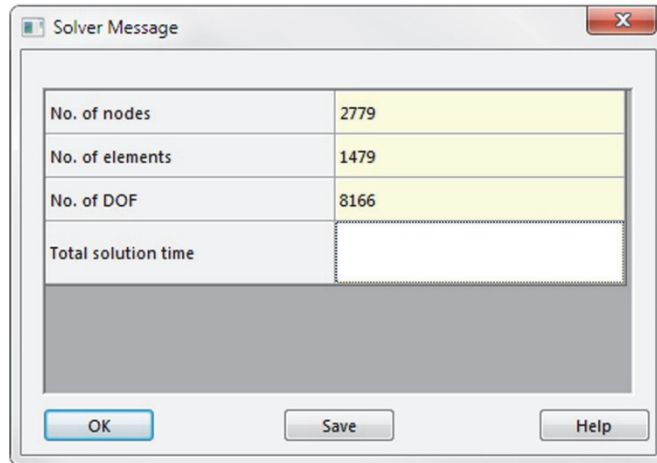 Solver Message
No. of nodes 2779
No. of elements 1479
No. of DOF 8166
Total solution time
OK Save Help